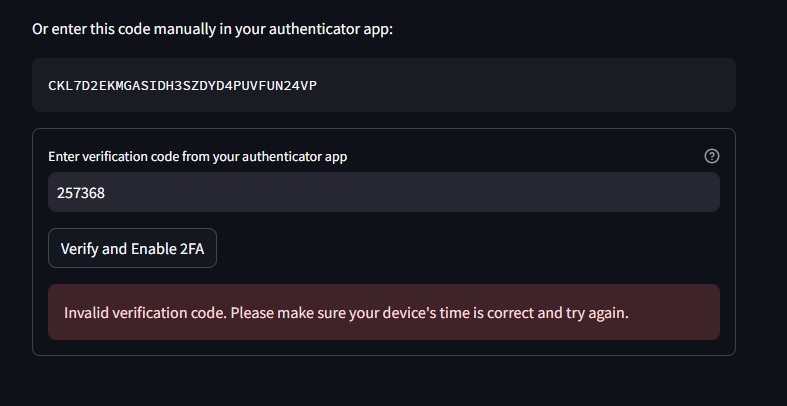 Or enter this code manually in your authenticator app:
CKL7D2EKMGASIDH3SZDYD4PUVFUN24VP
Enter verification code from your authenticator app
?
257368
Verify and Enable 2FA
Invalid verification code. Please make sure your device's time is correct and try again.